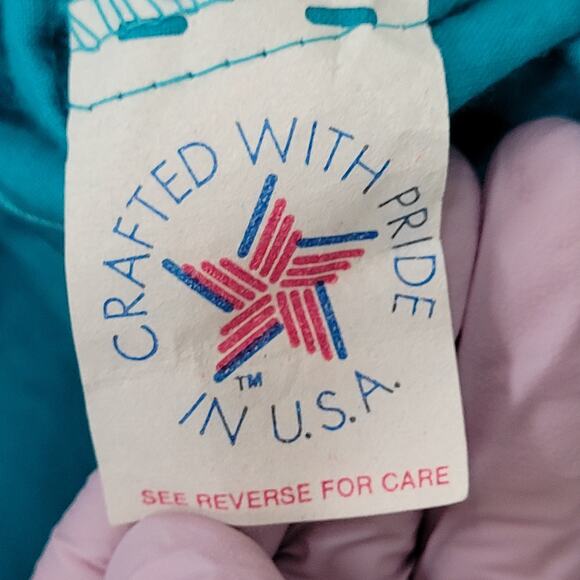 CRAFTED WITH PRIDE
TM
IN U.S.A.
SEE REVERSE FOR CARE